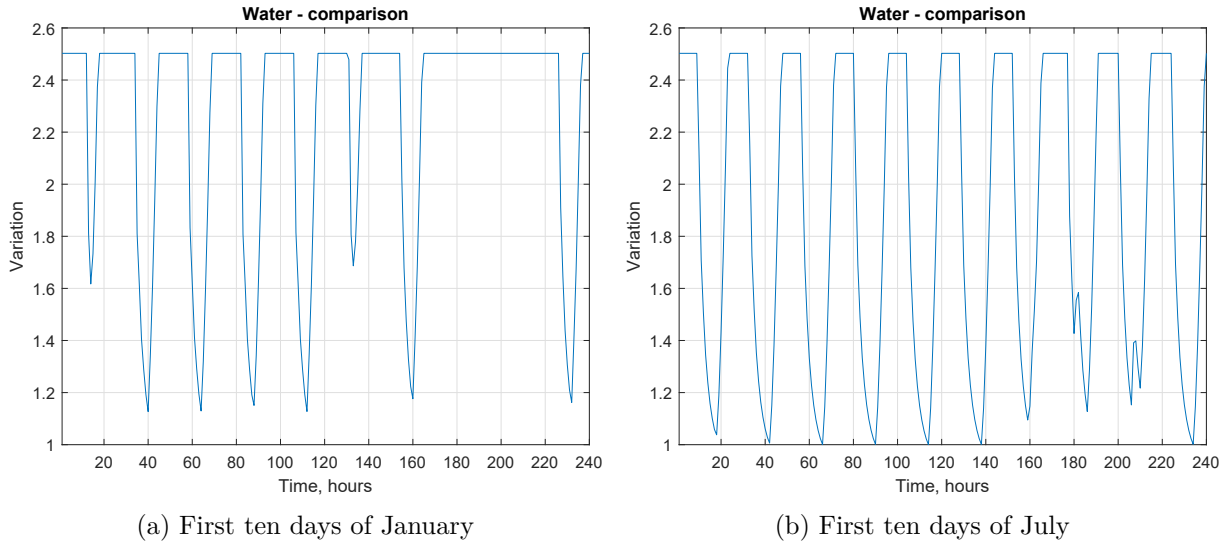 Water - comparison
2.6
2.4
2.2
2
1.8
1.6
1.4
1.2
1
Variation
20 40 60 80 100 120 140 160 180 200 220 240
Time, hours
(a) First ten days of January
Water - comparison
2.6
2.4
2.2
2
1.8
1.6
1.4
1.2
1
Variation
20 40 60 80 100 120 140 160 180 200 220 240
Time, hours
(b) First ten days of July